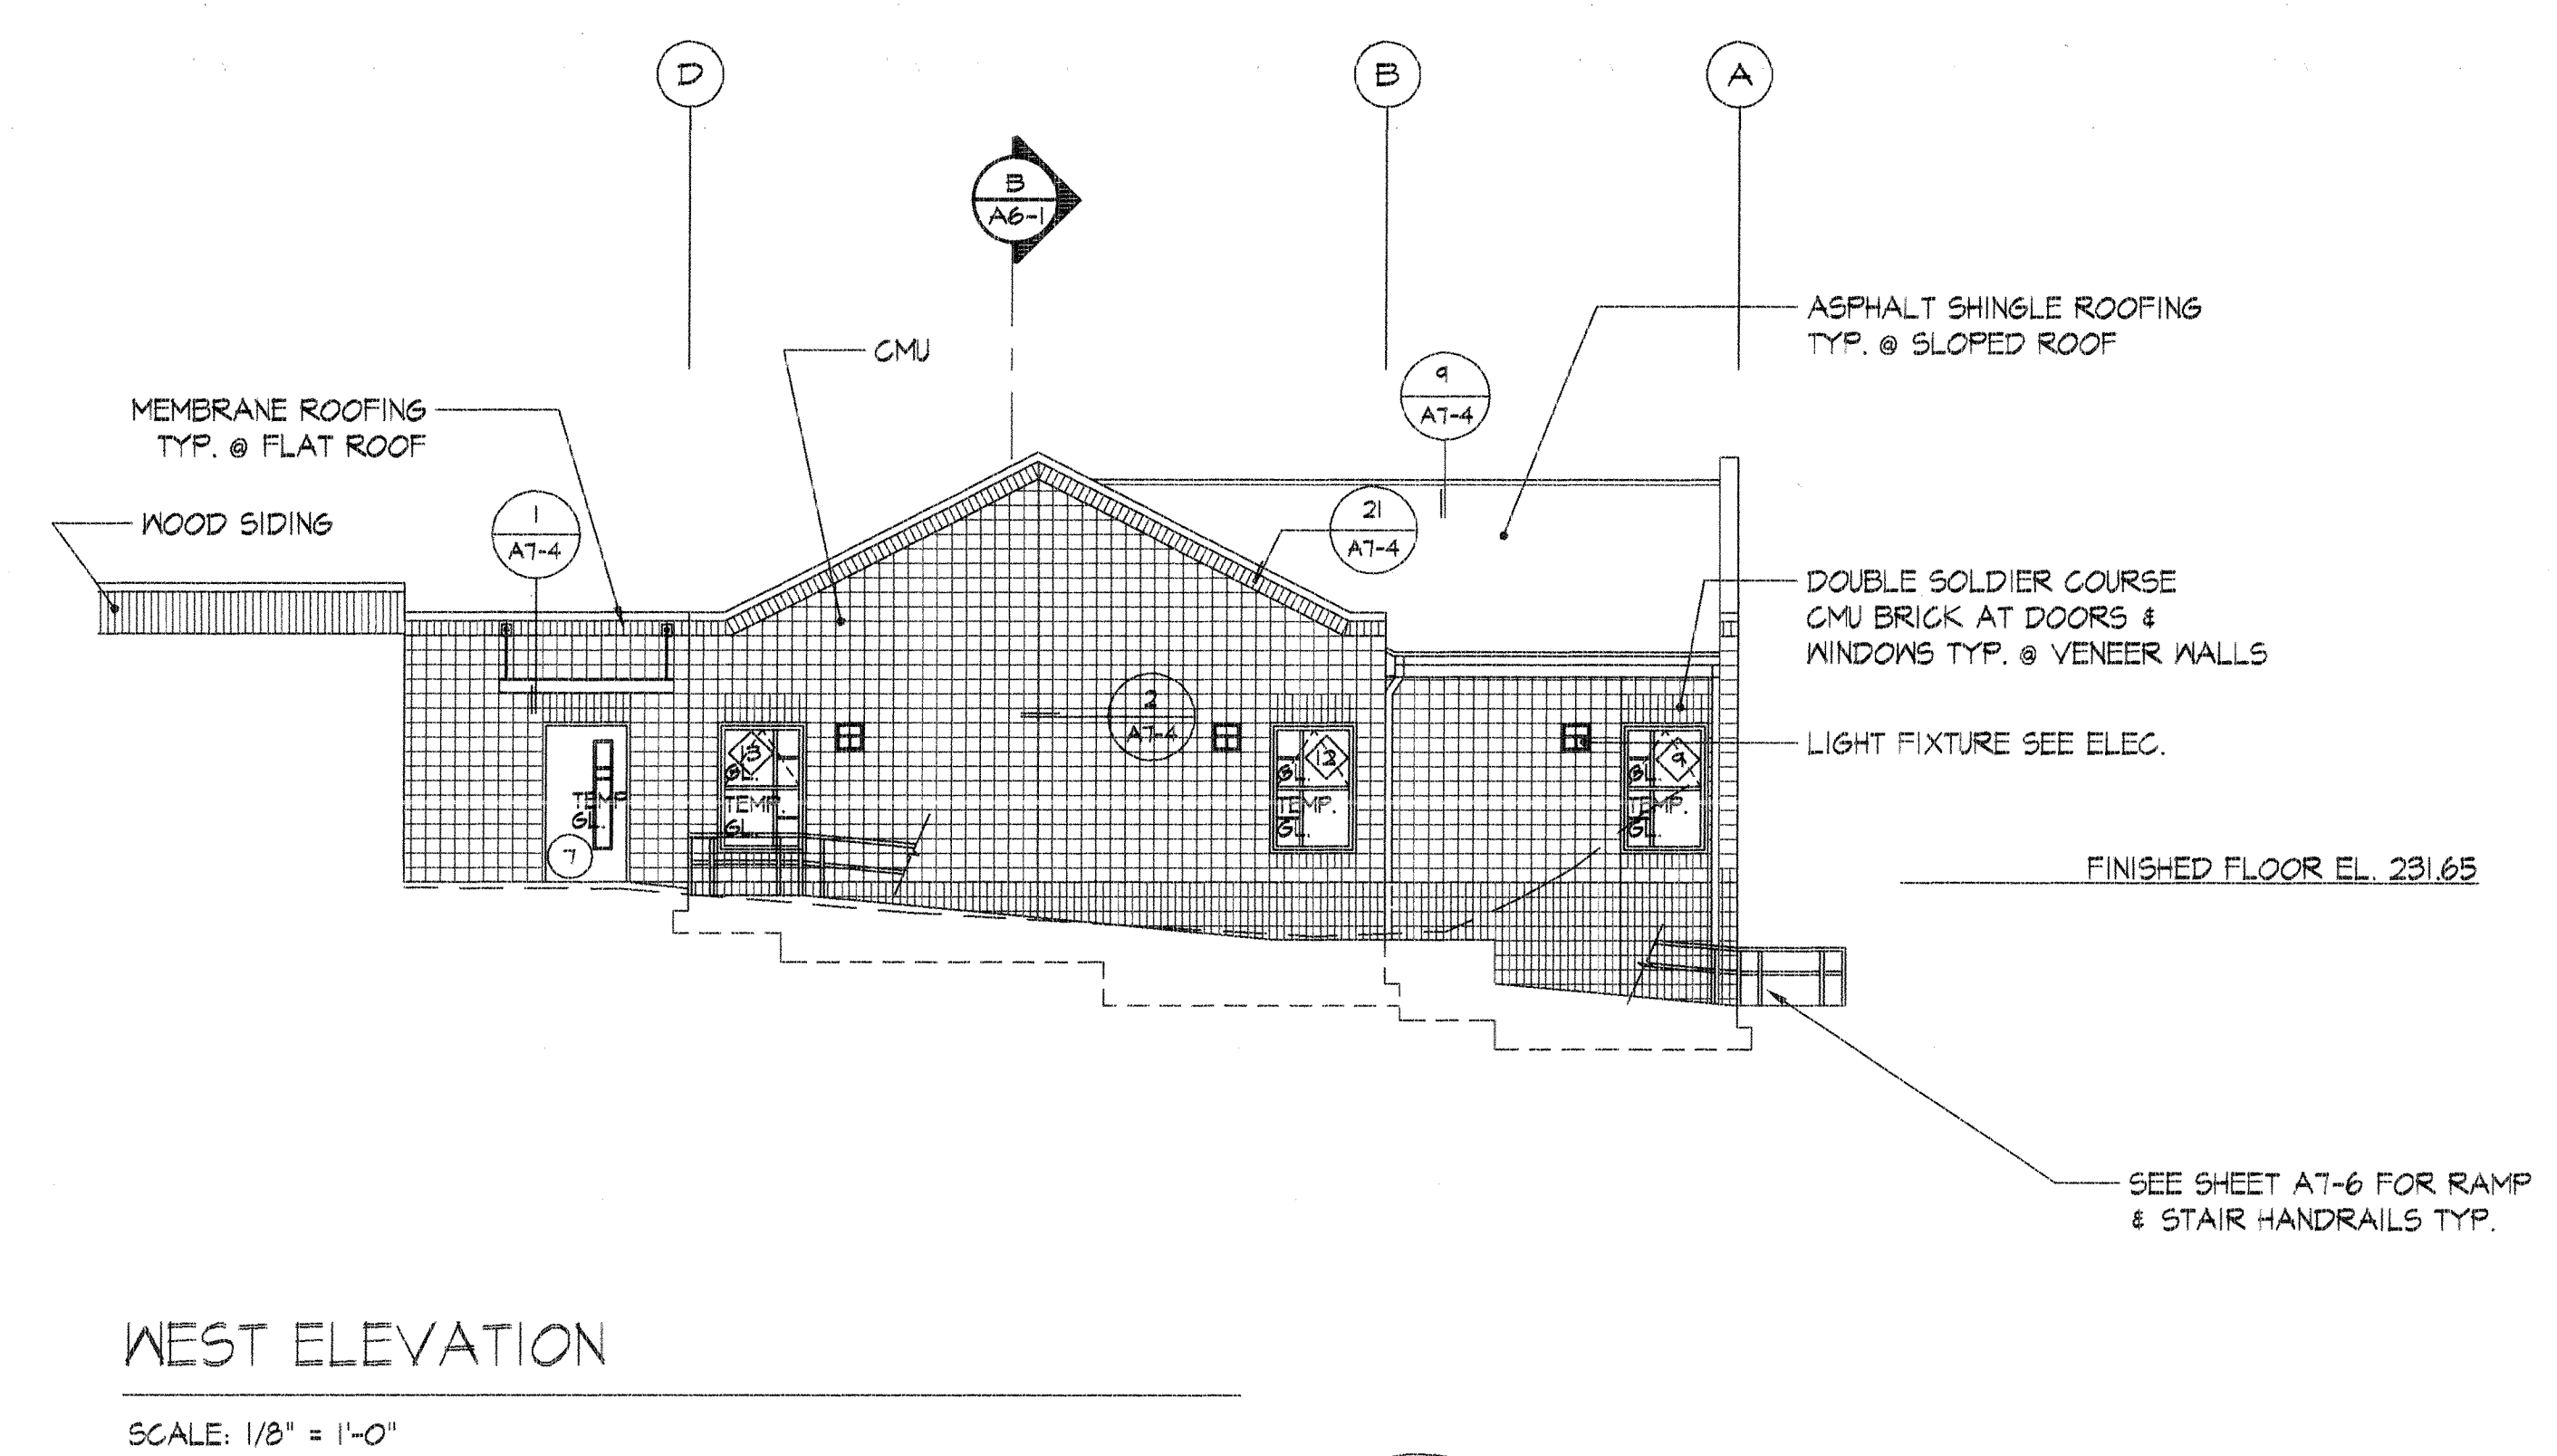 D
B
A
B
A6-1
ASPHALT SHINGLE ROOFING
TYP. @ SLOPED ROOF
CMU
9
A7-4
MEMBRANE ROOFING
TYP. @ FLAT ROOF
WOOD SIDING
1
A7-4
21
A7-4
DOUBLE SOLDIER COURSE
CMU BRICK AT DOORS &
WINDOWS TYP. @ VENEER WALLS
2
A7-4
LIGHT FIXTURE SEE ELEC.
13
GL.
TEMP.
GL.
12
GL.
TEMP.
GL.
9
GL.
TEMP.
GL.
TEMP
GL.
7
FINISHED FLOOR EL. 231.65
SEE SHEET A7-6 FOR RAMP
& STAIR HANDRAILS TYP.
WEST ELEVATION
SCALE: 1/8" = 1'-0"